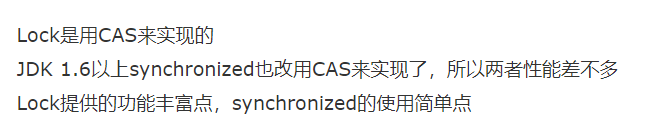 Lock是用CAS来实现的
JDK 1.6以上synchronized也改用CAS来实现了，所以两者性能差不多
Lock提供的功能丰富点，synchronized的使用简单点